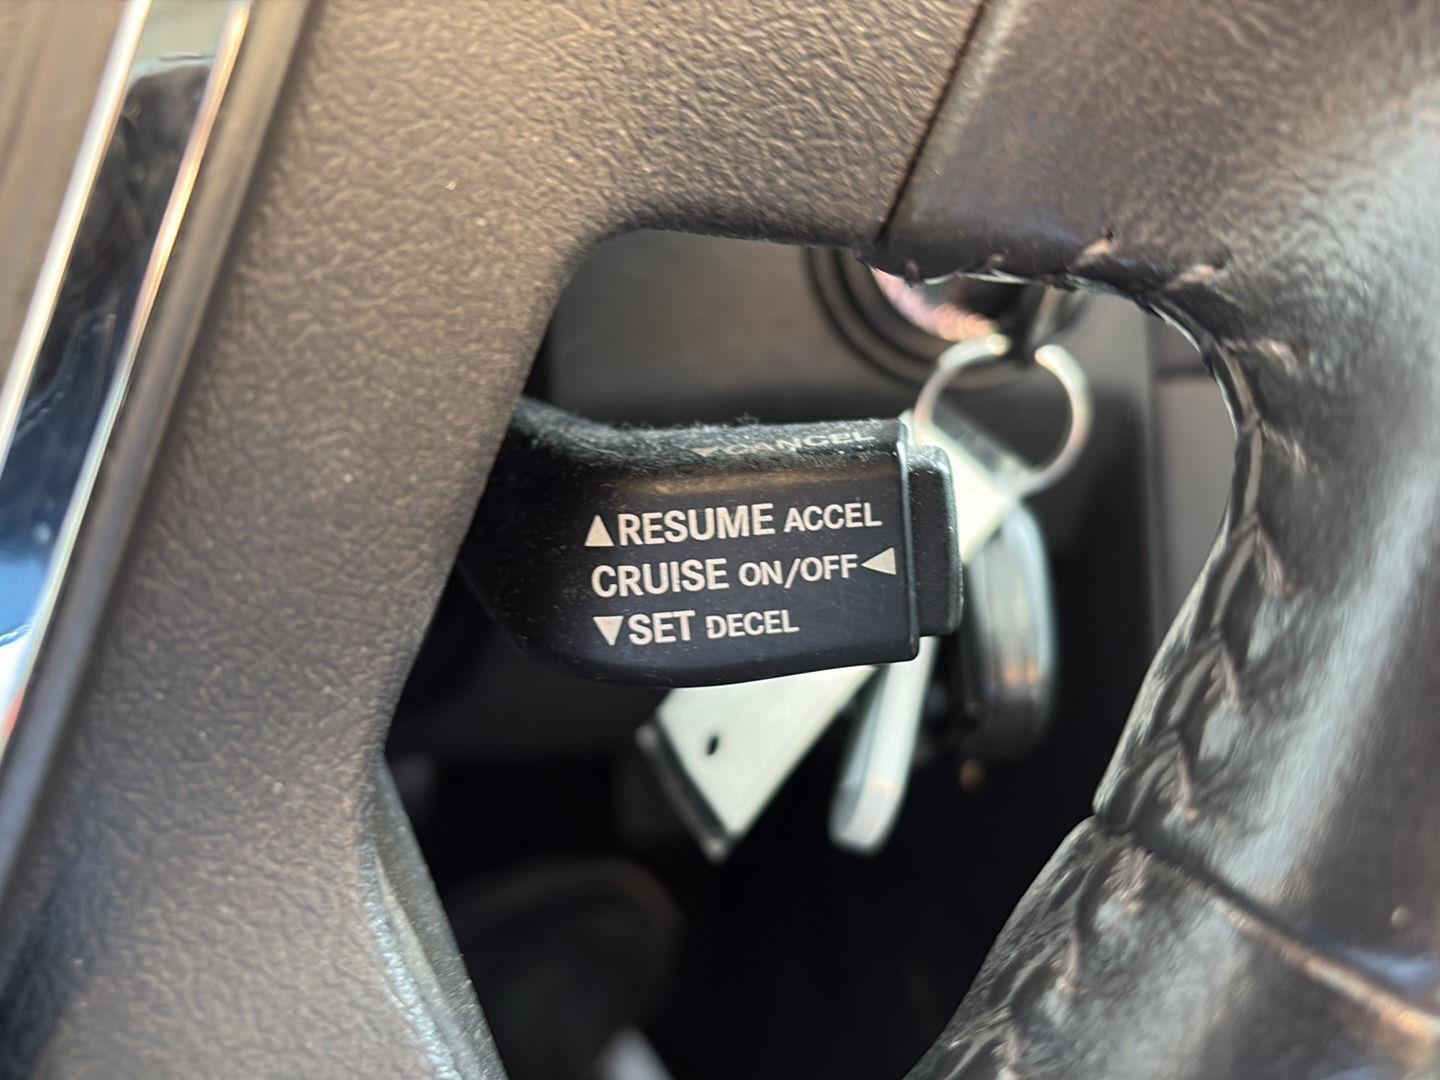 ▼CANCEL
▲RESUME ACCEL
CRUISE ON/OFF◀
▼SET DECEL